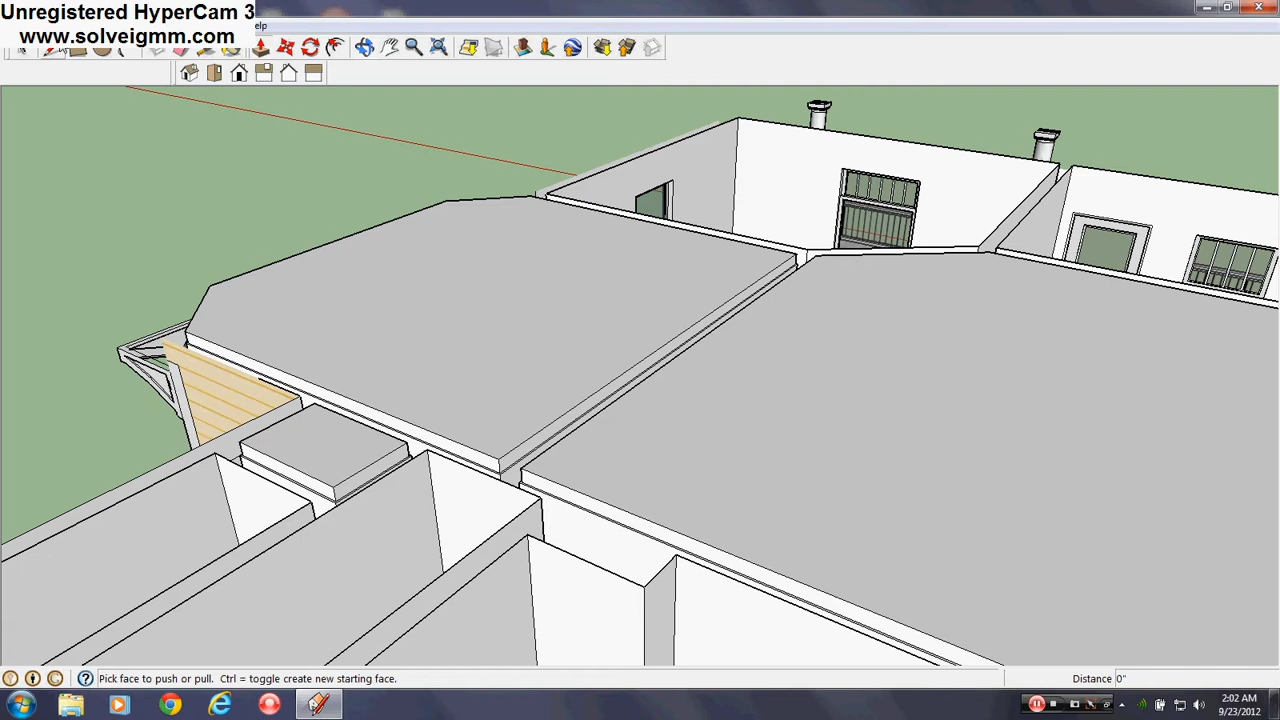 Unregistered HyperCam 3
www.solveigmm.com
elp
Pick face to push or pull. Ctrl = toggle create new starting face.
Distance 0"
2:02 AM
9/23/2012